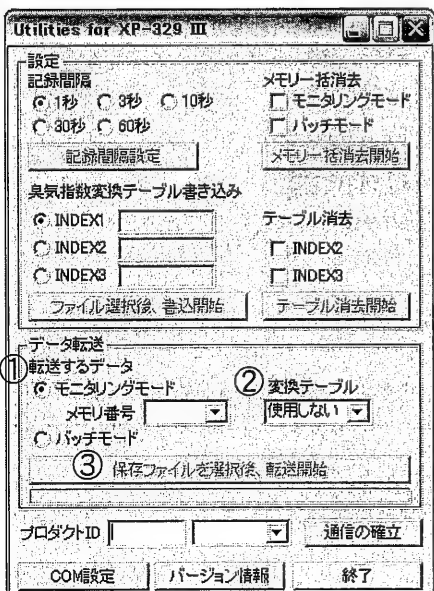 Utilities for XP-329 Ⅲ
設定
記録間隔
1秒 3秒 10秒
30秒 60秒
記録間隔設定
メモリ一括消去
モニタリングモード
バッチモード
メモリ一括消去開始
臭気指数変換テーブル書き込み
INDEX1
INDEX2
INDEX3
ファイル選択後、書込開始
テーブル消去
INDEX2
INDEX3
テーブル消去開始
データ転送
①転送するデータ
モニタリングモード
メモリ番号
バッチモード
②変換テーブル
使用しない
③保存ファイルを選択後、転送開始
プロダクトID
通信の確立
COM設定 バージョン情報 終了